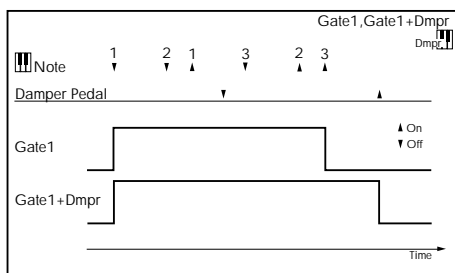 Gate1,Gate1+Dmpr
Dmpr.
1 2 1 3 2 3
Note
Damper Pedal
On
Off
Gate1
Gate1+Dmpr
Time